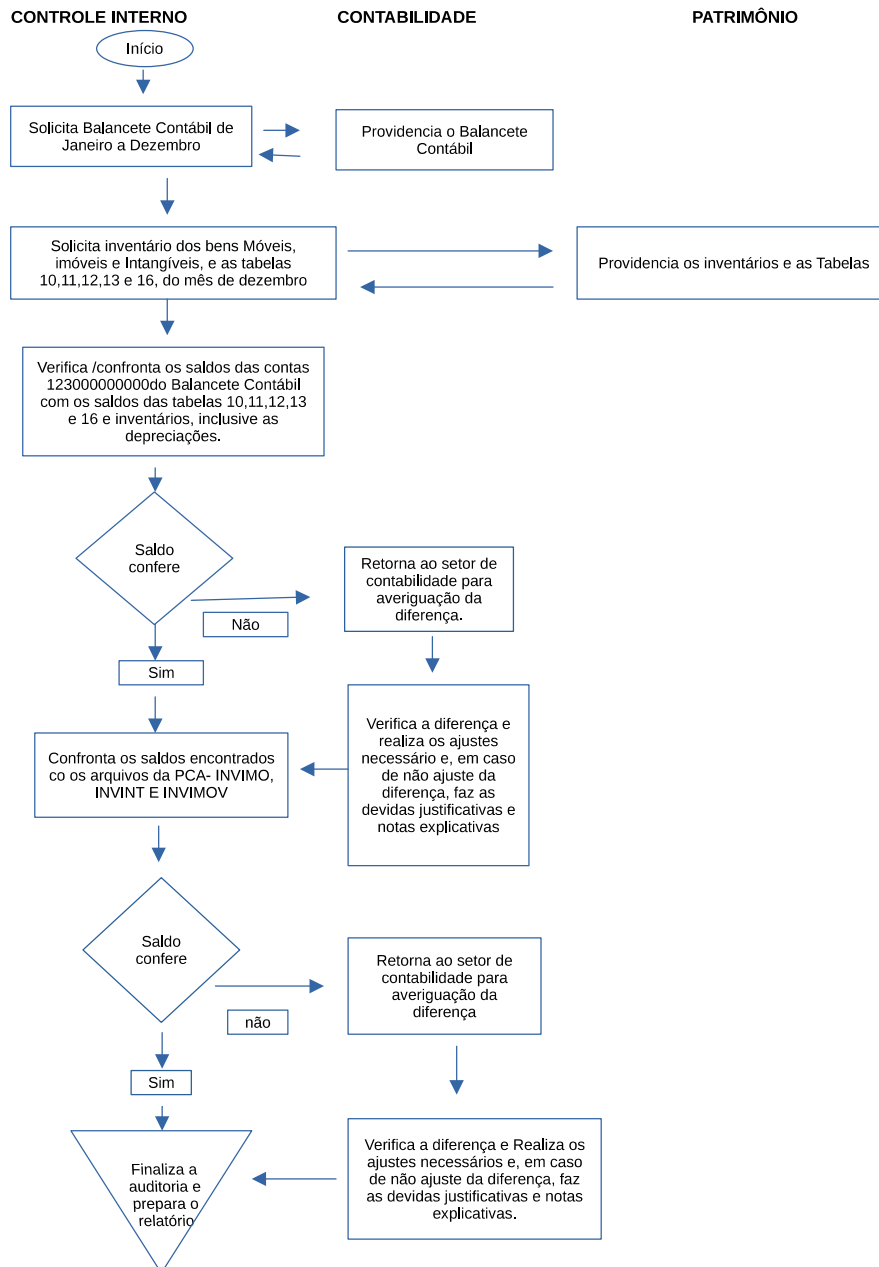 CONTROLE INTERNO
CONTABILIDADE
PATRIMÔNIO
Início
Solicita Balancete Contábil de
Janeiro a Dezembro
Providencia o Balancete
Contábil
Solicita inventário dos bens Móveis,
imóveis e Intangíveis, e as tabelas
10,11,12,13 e 16, do mês de dezembro
Providencia os inventários e as Tabelas
Verifica /confronta os saldos das contas
123000000000do Balancete Contábil
com os saldos das tabelas 10,11,12,13
e 16 e inventários, inclusive as
depreciações.
Saldo
confere
Não
Retorna ao setor de
contabilidade para
averiguação da
diferença.
Sim
Verifica a diferença e
realiza os ajustes
necessário e, em caso
de não ajuste da
diferença, faz as
devidas justificativas e
notas explicativas
Confronta os saldos encontrados
co os arquivos da PCA- INVIMO,
INVINT E INVIMOV
Saldo
confere
não
Retorna ao setor de
contabilidade para
averiguação da
diferença
Sim
Verifica a diferença e Realiza os
ajustes necessários e, em caso
de não ajuste da diferença, faz
as devidas justificativas e notas
explicativas.
Finaliza a
auditoria e
prepara o
relatório